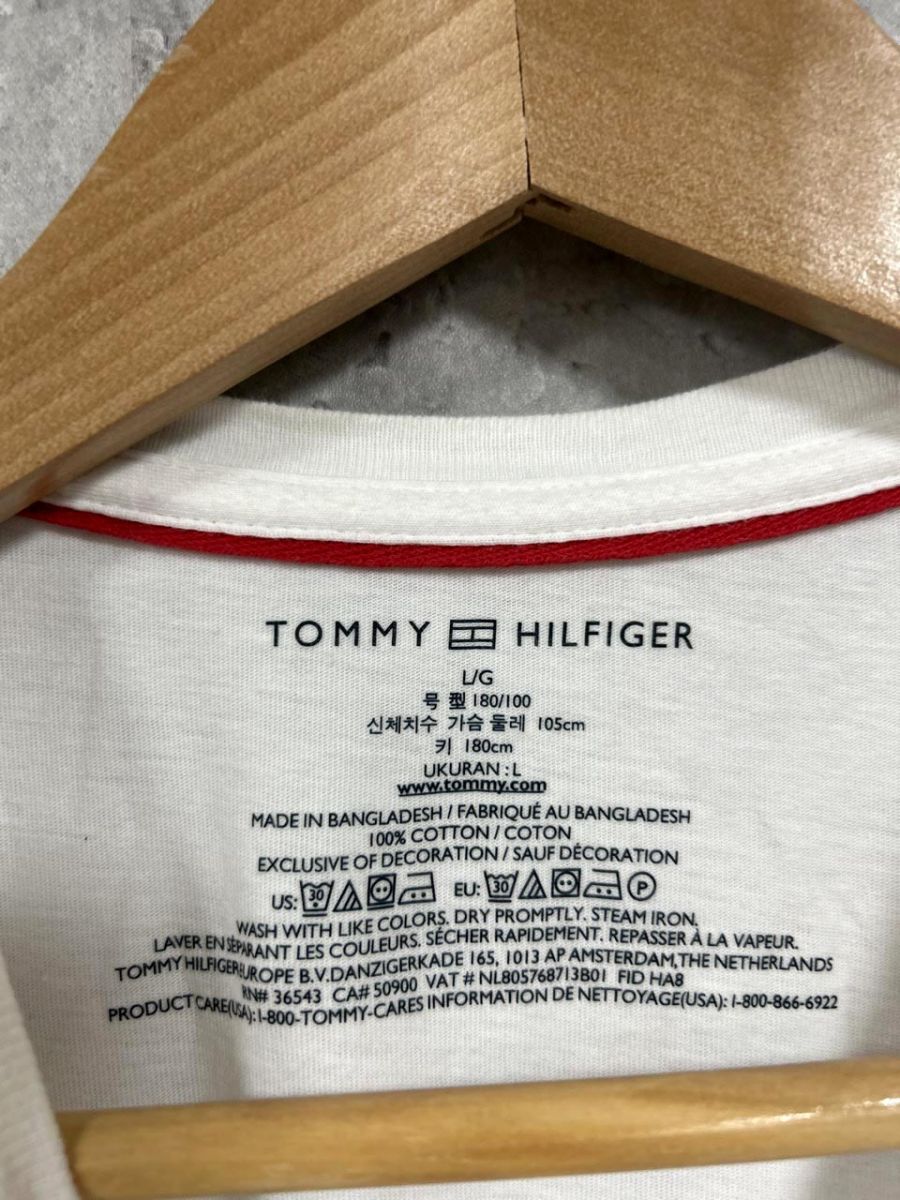 TOMMY HILFIGER
L/G
号 型 180/100
신체치수 가슴 둘레 105cm
키 180cm
UKURAN : L
www.tommy.com
MADE IN BANGLADESH / FABRIQUÉ AU BANGLADESH
100% COTTON / COTON
EXCLUSIVE OF DECORATION / SAUF DÉCORATION
US: 30 EU: 30 P
WASH WITH LIKE COLORS. DRY PROMPTLY. STEAM IRON.
LAVER EN SÉPARANT LES COULEURS. SÉCHER RAPIDEMENT. REPASSER À LA VAPEUR.
TOMMY HILFIGER EUROPE B.V.DANZIGERKADE 165, 1013 AP AMSTERDAM,THE NETHERLANDS
RN# 36543 CA# 50900 VAT # NL805768713B01 FID HA8
PRODUCT CARE(USA): 1-800-TOMMY-CARES INFORMATION DE NETTOYAGE(USA): 1-800-866-6922